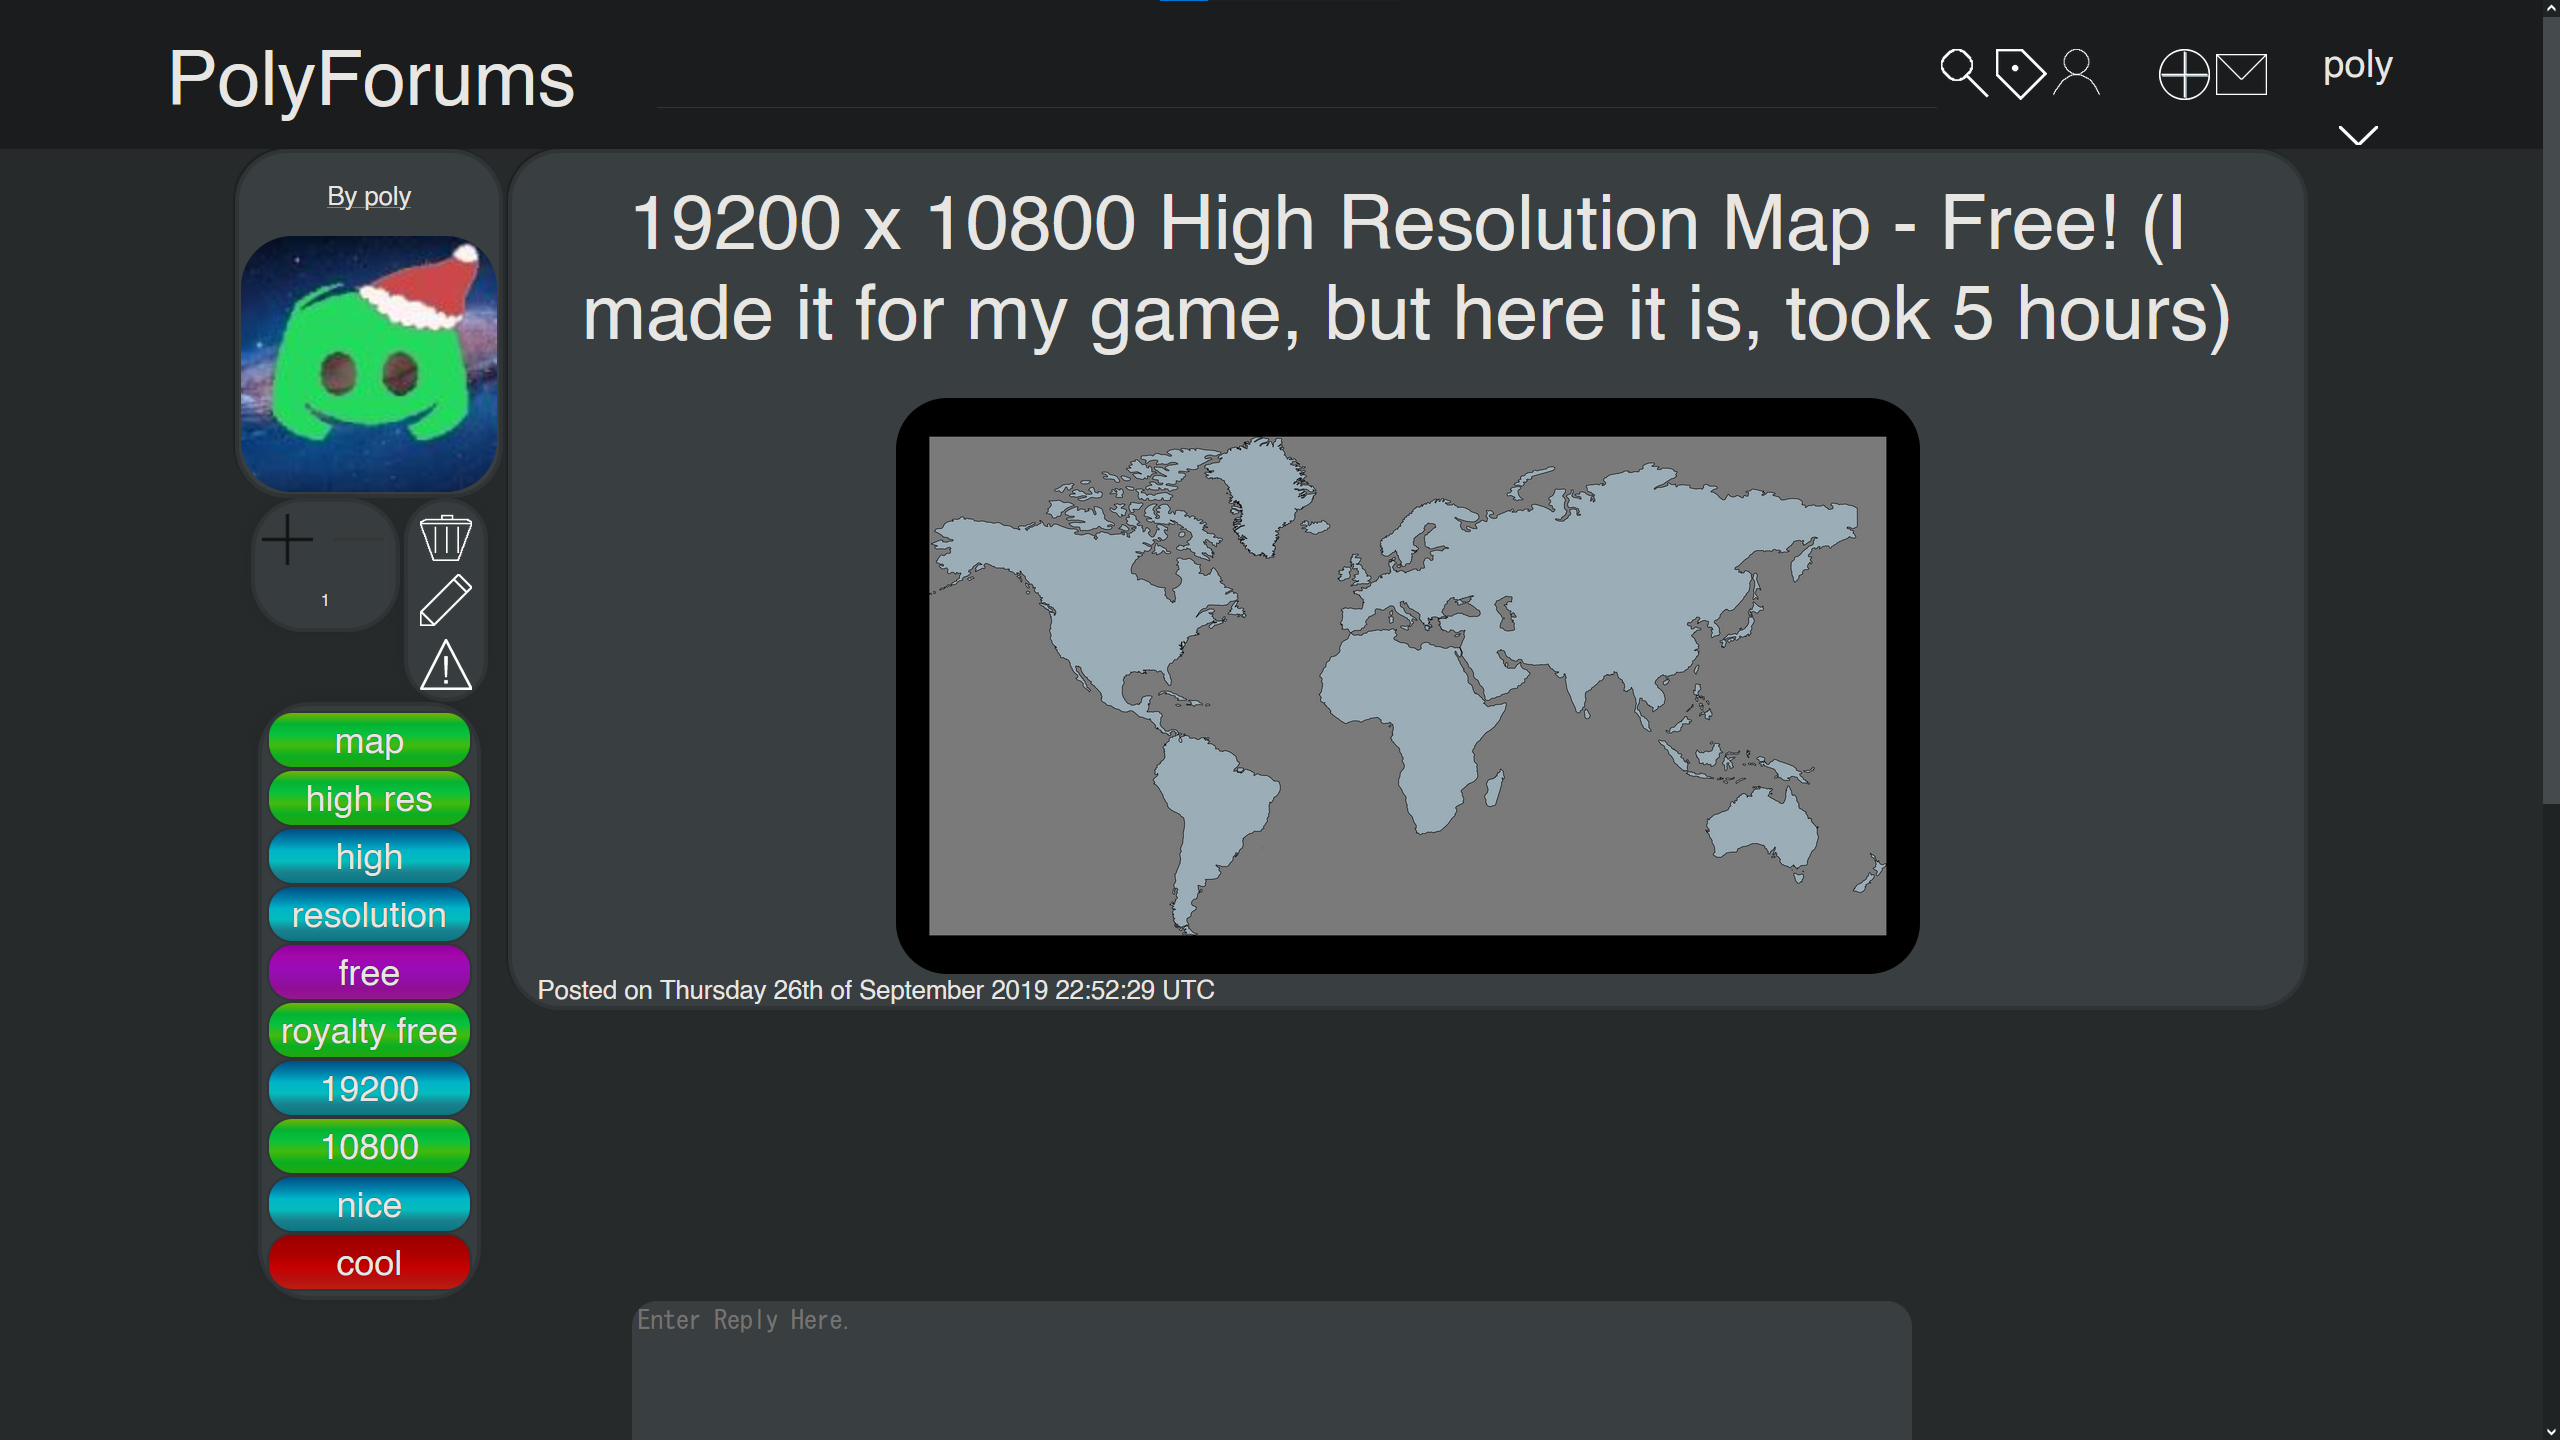 PolyForums
poly
By poly
19200 x 10800 High Resolution Map - Free! (I
made it for my game, but here it is, took 5 hours)
1
map
high res
high
resolution
free
royalty free
19200
10800
nice
cool
Posted on Thursday 26th of September 2019 22:52:29 UTC
Enter Reply Here.